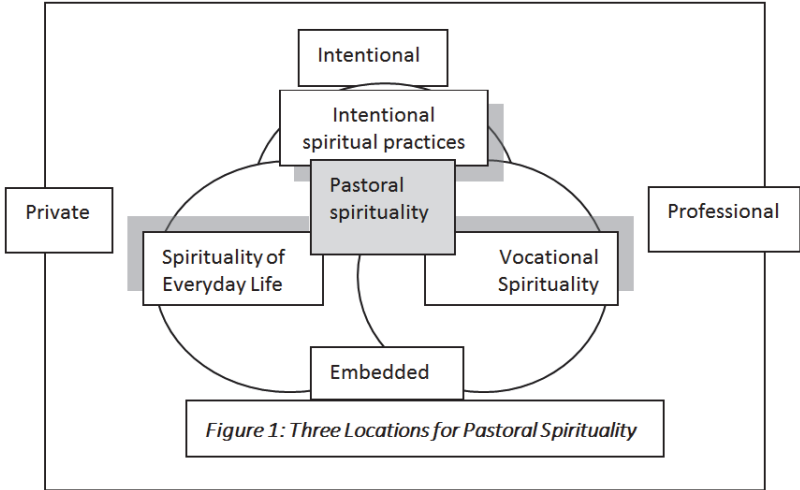 Intentional
Intentional
spiritual practices
Pastoral
spirituality
Private
Professional
Spirituality of
Everyday Life
Vocational
Spirituality
Embedded
Figure 1: Three Locations for Pastoral Spirituality